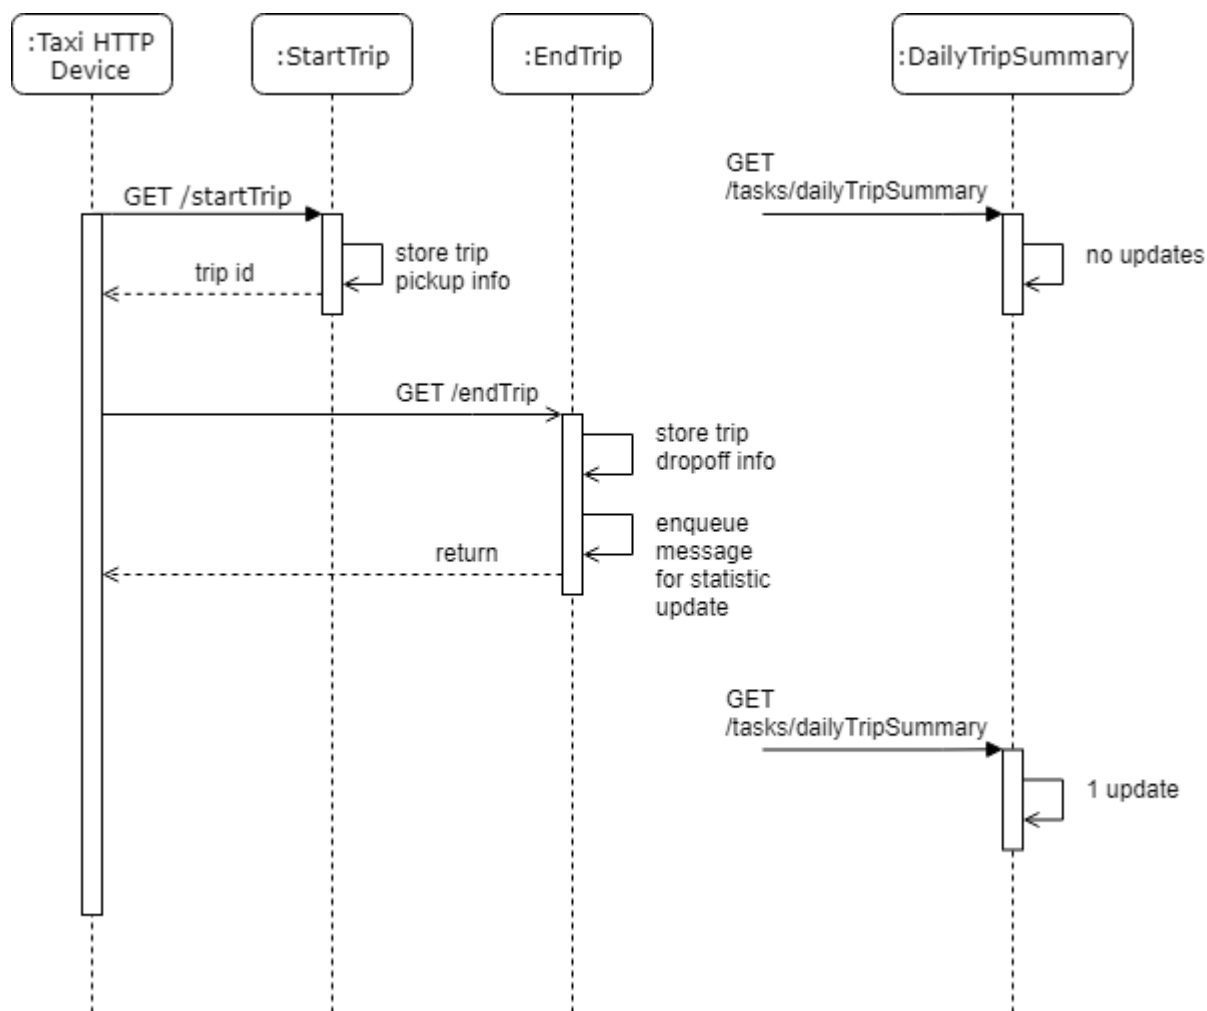 :Taxi HTTP
Device
:StartTrip
:EndTrip
:DailyTripSummary
GET /startTrip
store trip
pickup info
trip id
GET
/tasks/dailyTripSummary
no updates
GET /endTrip
store trip
dropoff info
enqueue
message
for statistic
update
return
GET
/tasks/dailyTripSummary
1 update